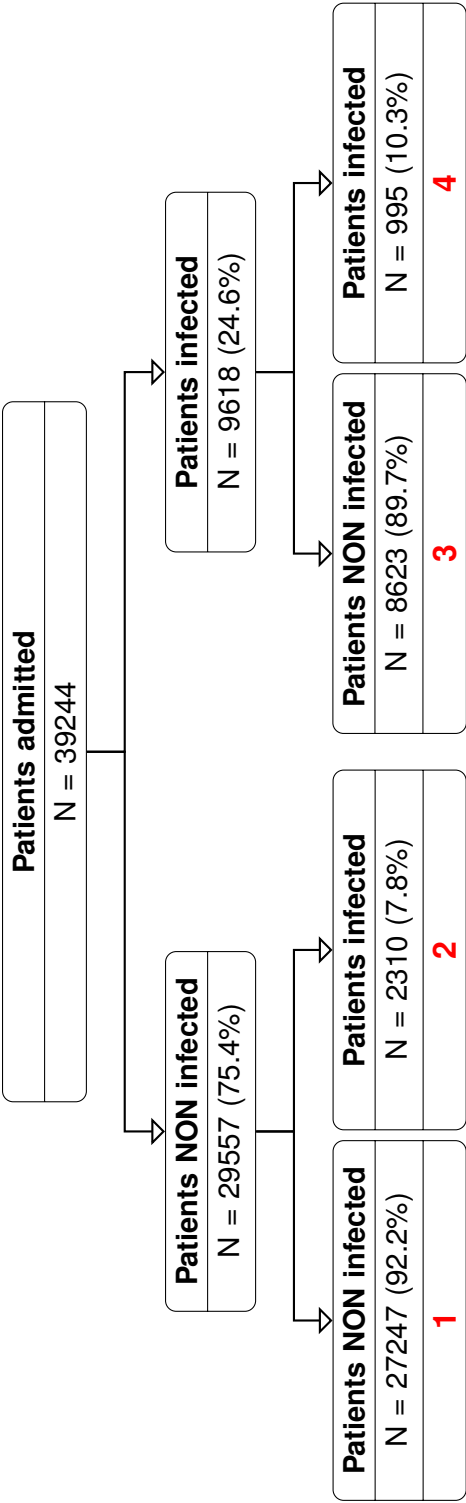 Patients admitted
N = 39244
Patients NON infected
N = 29557 (75.4%)
Patients infected
N = 9618 (24.6%)
Patients NON infected
N = 27247 (92.2%)
1
Patients infected
N = 2310 (7.8%)
2
Patients NON infected
N = 8623 (89.7%)
3
Patients infected
N = 995 (10.3%)
4